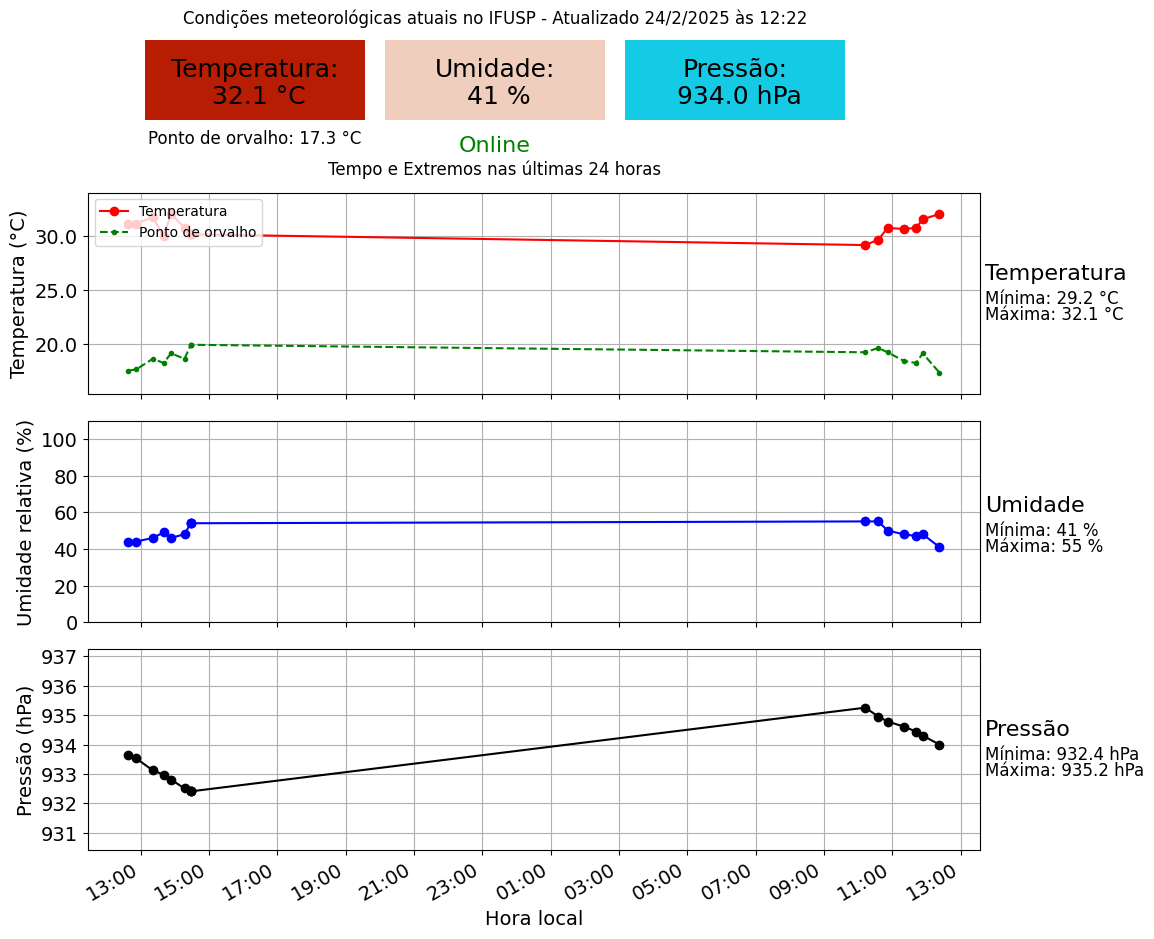 Condições meteorológicas atuais no IFUSP - Atualizado 24/2/2025 às 12:22
Temperatura:
32.1 °C
Umidade:
41 %
Pressão:
934.0 hPa
Ponto de orvalho: 17.3 °C
Online
Tempo e Extremos nas últimas 24 horas
Temperatura (°C)
30.0
25.0
20.0
Temperatura
Ponto de orvalho
Temperatura
Mínima: 29.2 °C
Máxima: 32.1 °C
Umidade relativa (%)
100
80
60
40
20
0
Umidade
Mínima: 41 %
Máxima: 55 %
Pressão (hPa)
937
936
935
934
933
932
931
Pressão
Mínima: 932.4 hPa
Máxima: 935.2 hPa
13:00 15:00 17:00 19:00 21:00 23:00 01:00 03:00 05:00 07:00 09:00 11:00 13:00
Hora local